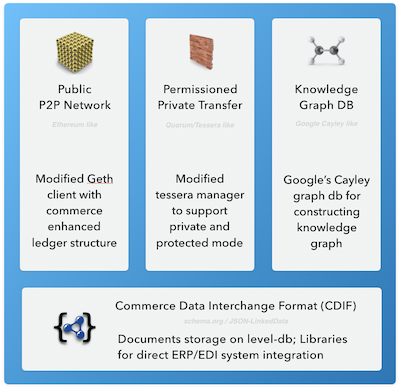 Public
P2P Network
Ethereum like
Modified Geth
client with
commerce
enhanced
ledger structure
Permissioned
Private Transfer
Quorum/Tessera like
Modified
tessera manager
to support
private and
protected mode
Knowledge
Graph DB
Google Cayley like
Google's Cayley
graph db for
constructing
knowledge
graph
Commerce Data Interchange Format (CDIF)
schema.org / JSON-LinkedData
Documents storage on level-db; Libraries
for direct ERP/EDI system integration